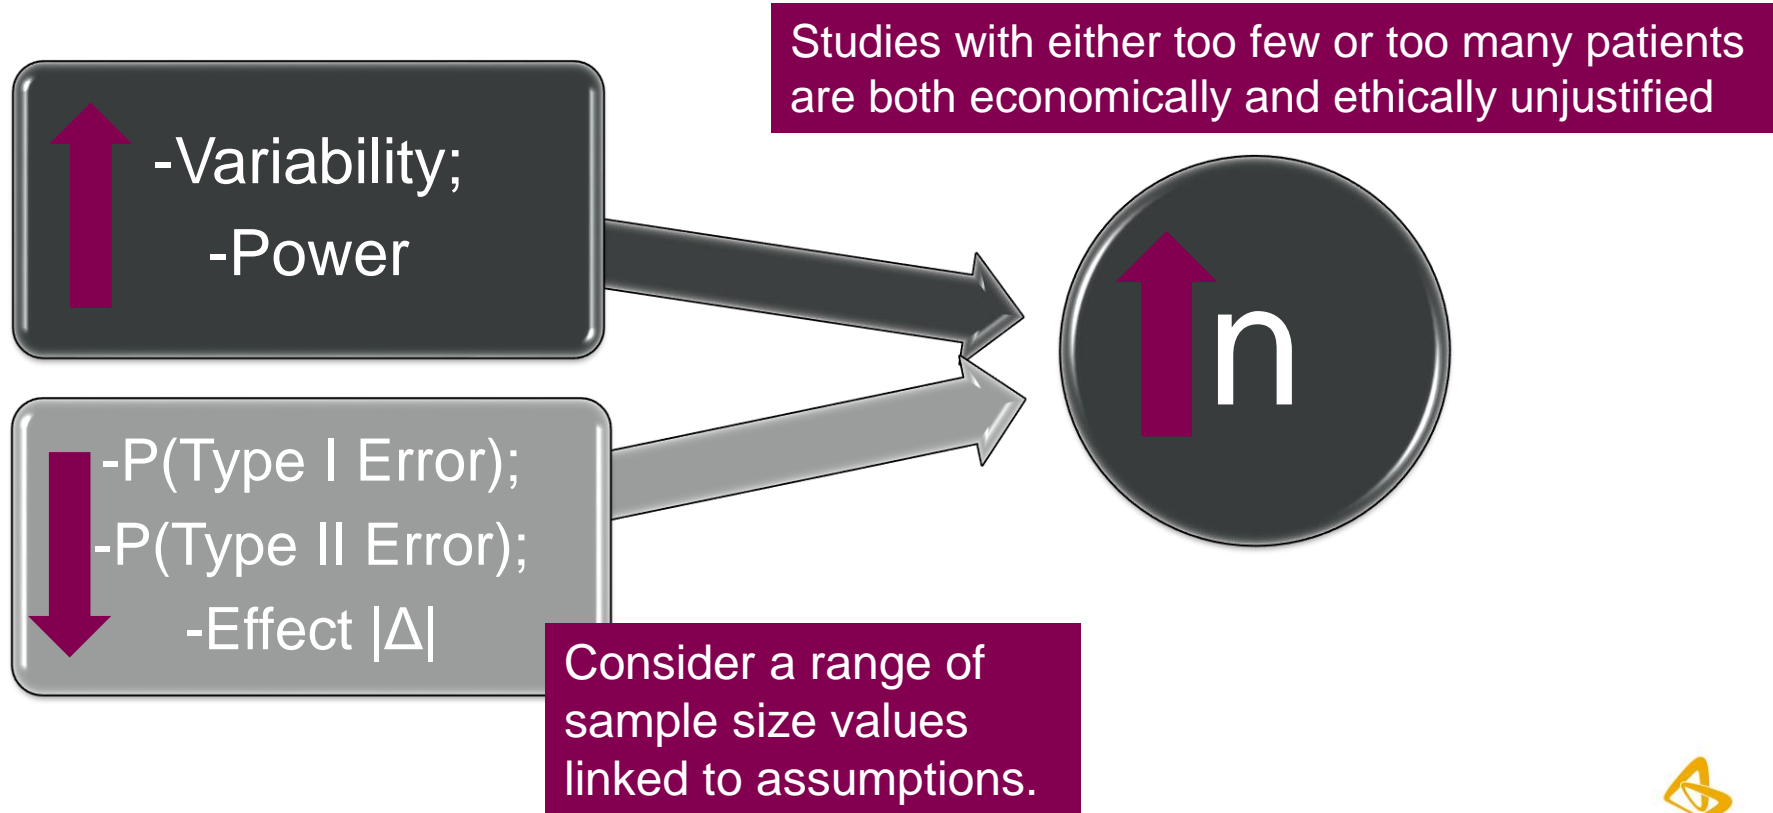 Studies with either too few or too many patients
are both economically and ethically unjustified
-Variability;
-Power
n
-P(Type I Error);
-P(Type II Error);
-Effect |Δ|
Consider a range of
sample size values
linked to assumptions.